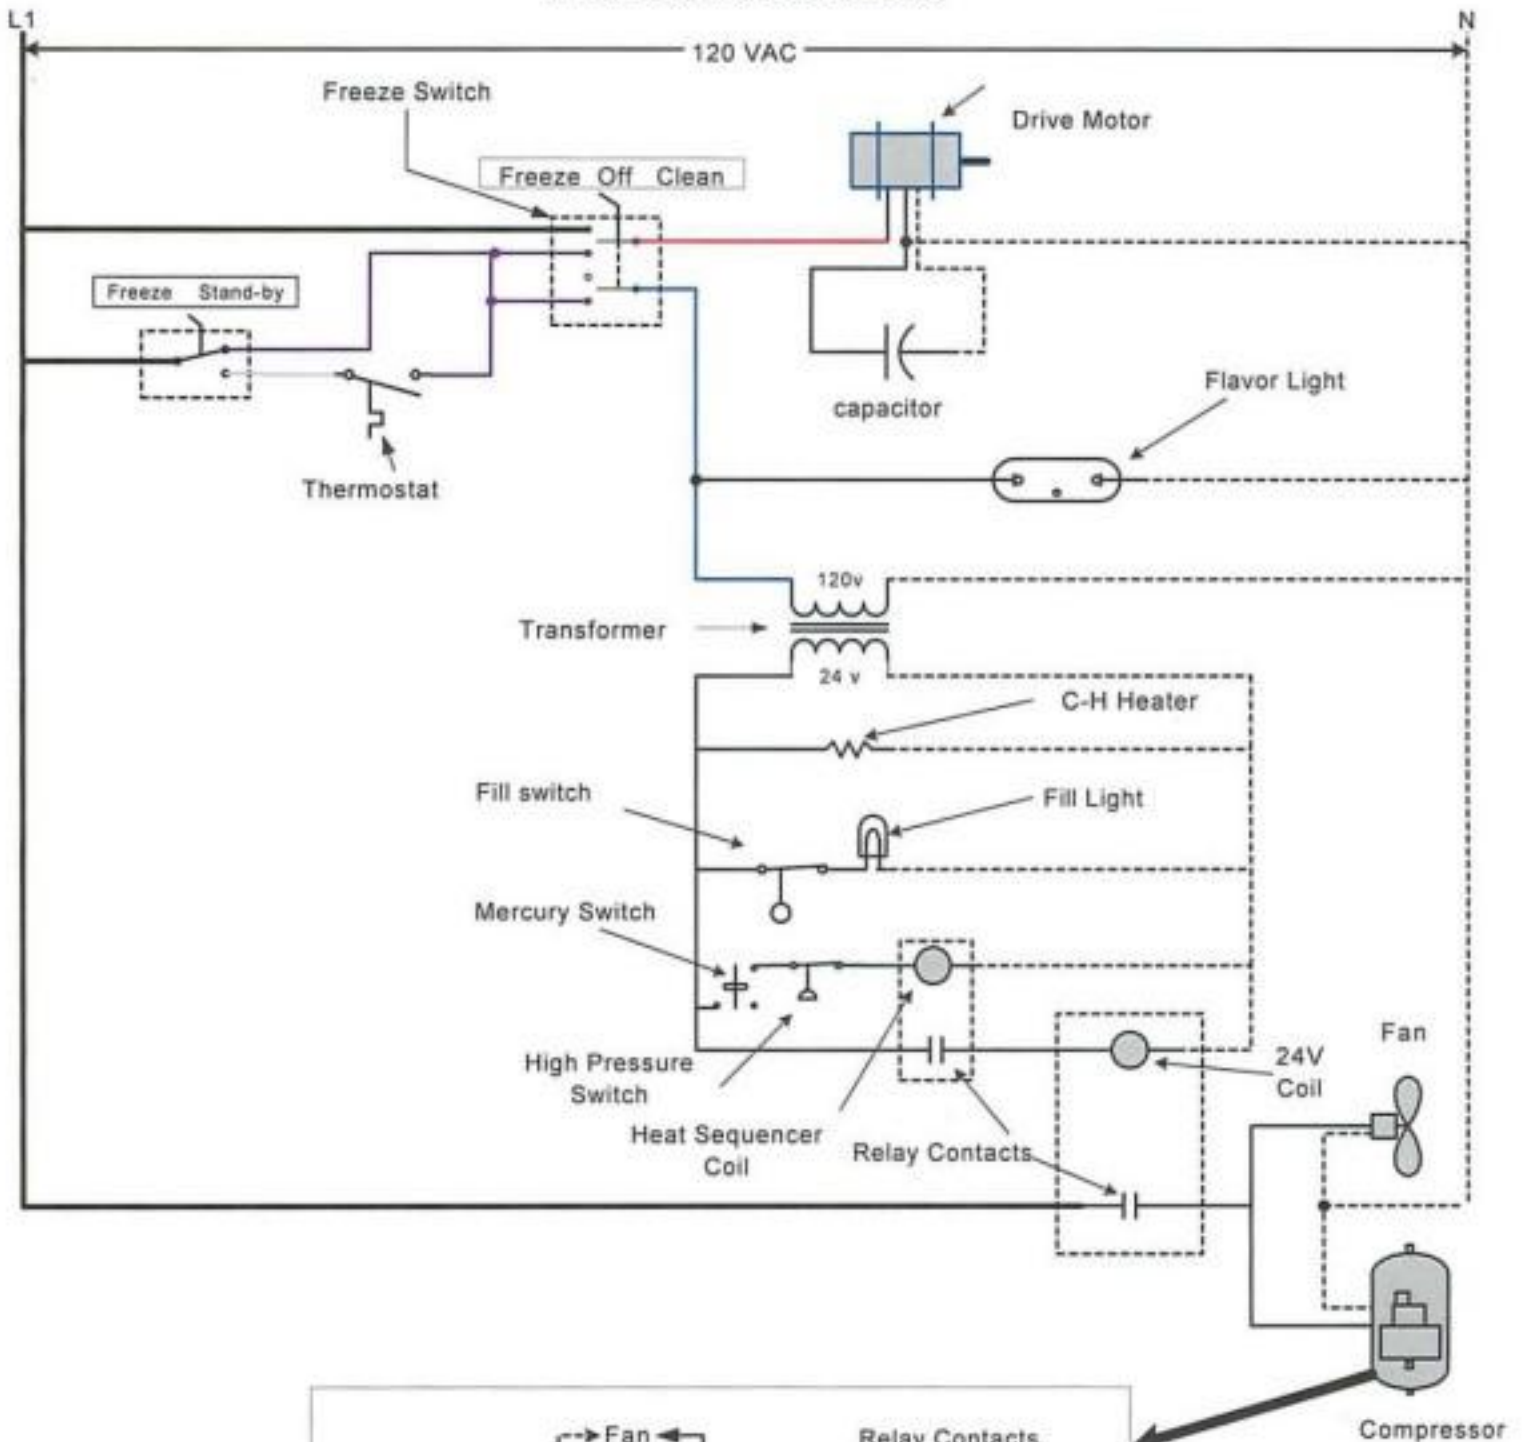 L1
N
120 VAC
Freeze Switch
Drive Motor
Freeze Off Clean
Freeze Stand-by
Flavor Light
capacitor
Thermostat
120v
Transformer
24 v
C-H Heater
Fill switch
Fill Light
Mercury Switch
Fan
24V
Coil
High Pressure
Switch
Heat Sequencer
Coil
Relay Contacts
Fan
Relay Contacts
Compressor